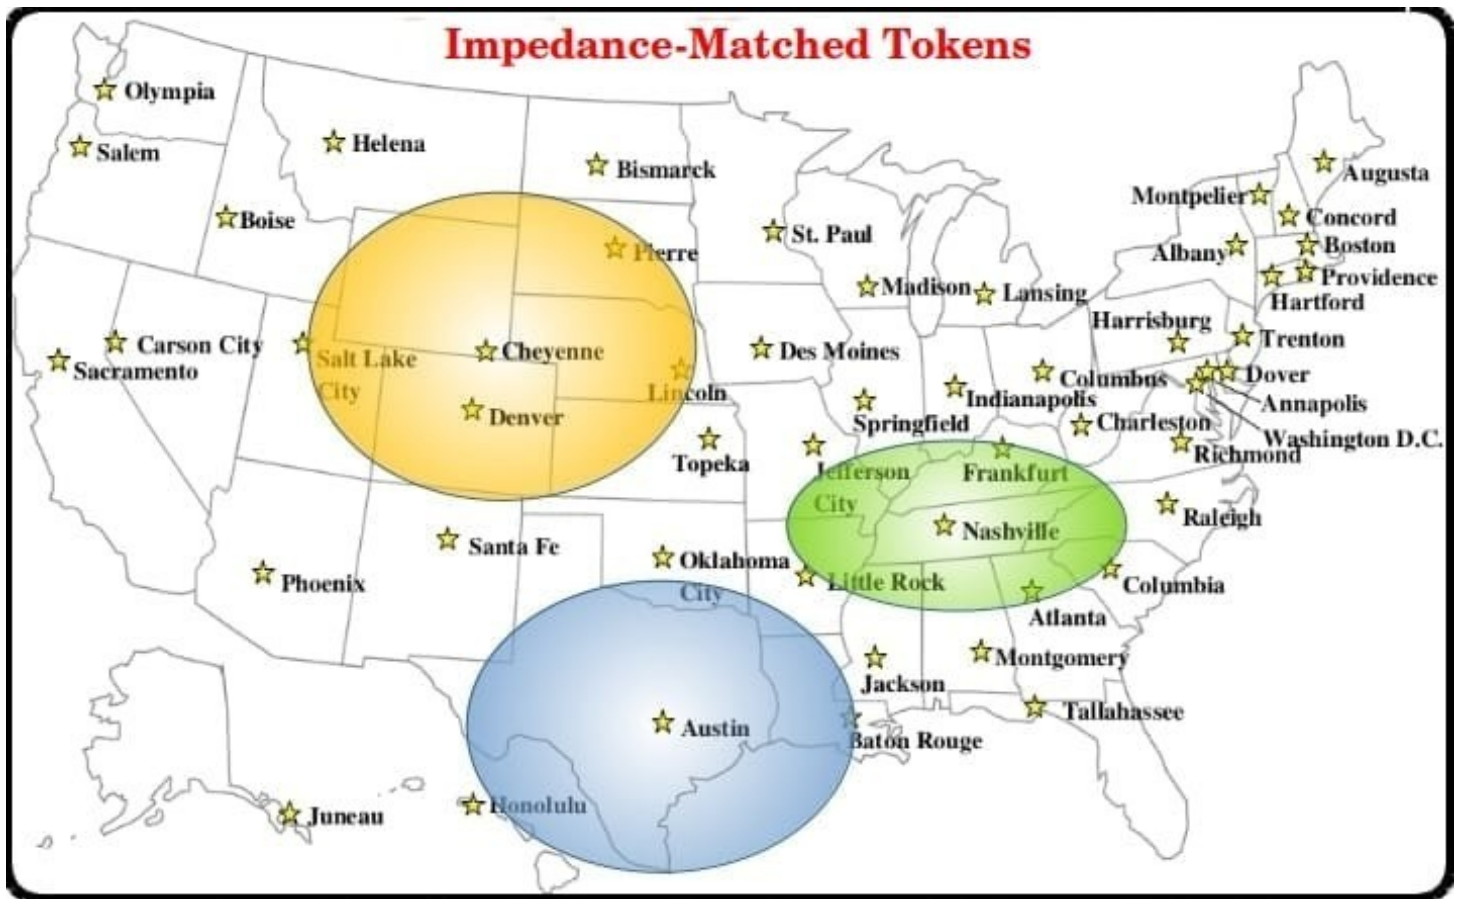 Impedance-Matched Tokens
Olympia
Helena
Salem
Bismarck
Augusta
Montpelier
Boise
Concord
St. Paul
Albany
Boston
Pierre
Providence
Madison
Lansing
Hartford
Harrisburg
Trenton
Carson City
Salt Lake
City
Cheyenne
Des Moines
Sacramento
Columbus
Dover
Lincoln
Indianapolis
Annapolis
Denver
Springfield
Charleston
Washington D.C.
Topeka
Richmond
Jefferson
City
Frankfurt
Raleigh
Nashville
Santa Fe
Oklahoma
City
Phoenix
Little Rock
Columbia
Atlanta
Montgomery
Jackson
Tallahassee
Austin
Baton Rouge
Honolulu
Juneau